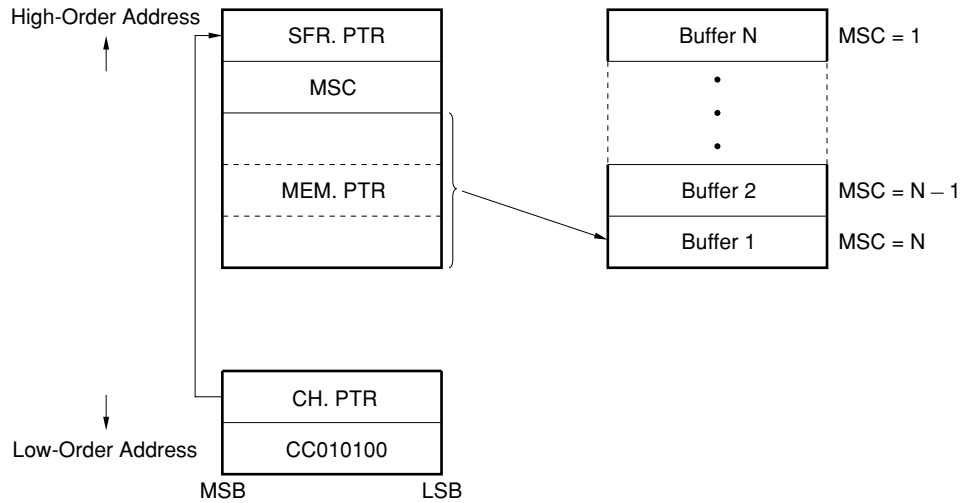 High-Order Address
SFR. PTR
Buffer N
MSC = 1
MSC
MEM. PTR
Buffer 2
MSC = N – 1
Buffer 1
MSC = N
CH. PTR
Low-Order Address
CC010100
MSB
LSB